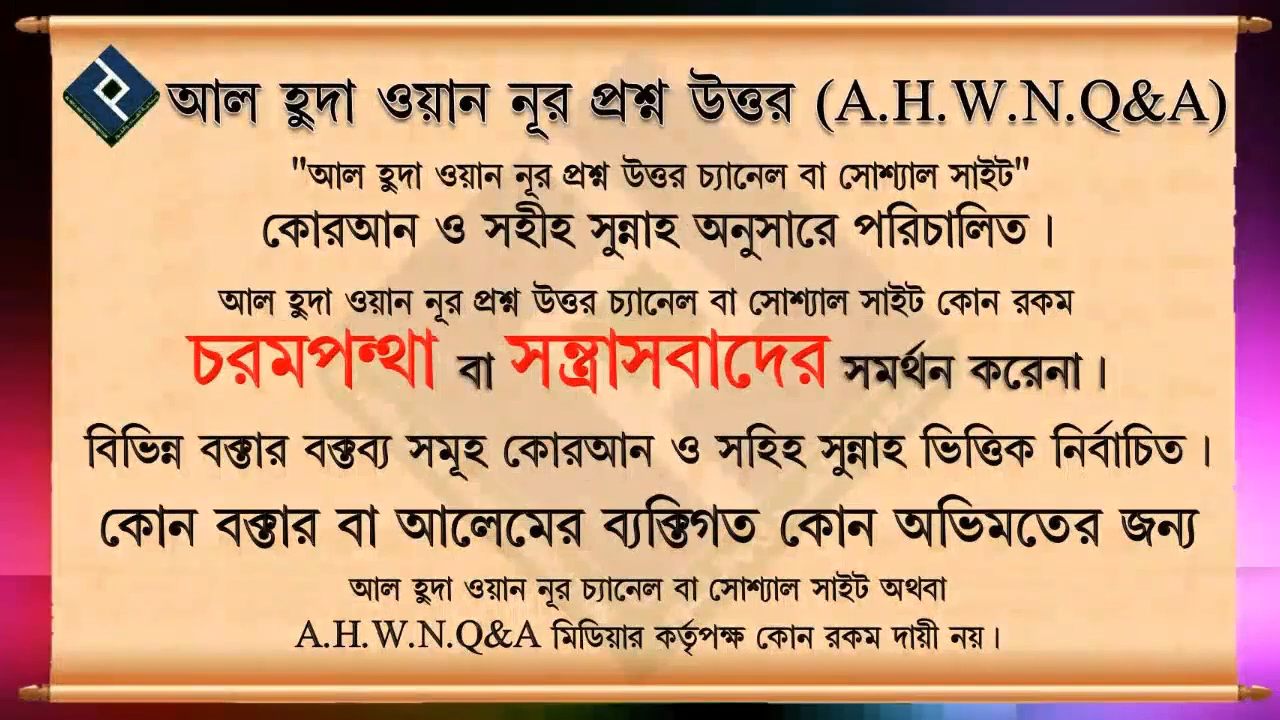 আল হুদা ওয়ান নূর প্রশ্ন উত্তর (A.H.W.N.Q&A)
"আল হুদা ওয়ান নূর প্রশ্ন উত্তর চ্যানেল বা সোশ্যাল সাইট"
কোরআন ও সহীহ সুন্নাহ অনুসারে পরিচালিত।
আল হুদা ওয়ান নূর প্রশ্ন উত্তর চ্যানেল বা সোশ্যাল সাইট কোন রকম
চরমপন্থা বা সন্ত্রাসবাদের সমর্থন করেনা।
বিভিন্ন বক্তার বক্তব্য সমূহ কোরআন ও সহিহ সুন্নাহ ভিত্তিক নির্বাচিত।
কোন বক্তার বা আলেমের ব্যক্তিগত কোন অভিমতের জন্য
আল হুদা ওয়ান নূর চ্যানেল বা সোশ্যাল সাইট অথবা
A.H.W.N.Q&A মিডিয়ার কর্তৃপক্ষ কোন রকম দায়ী নয়।